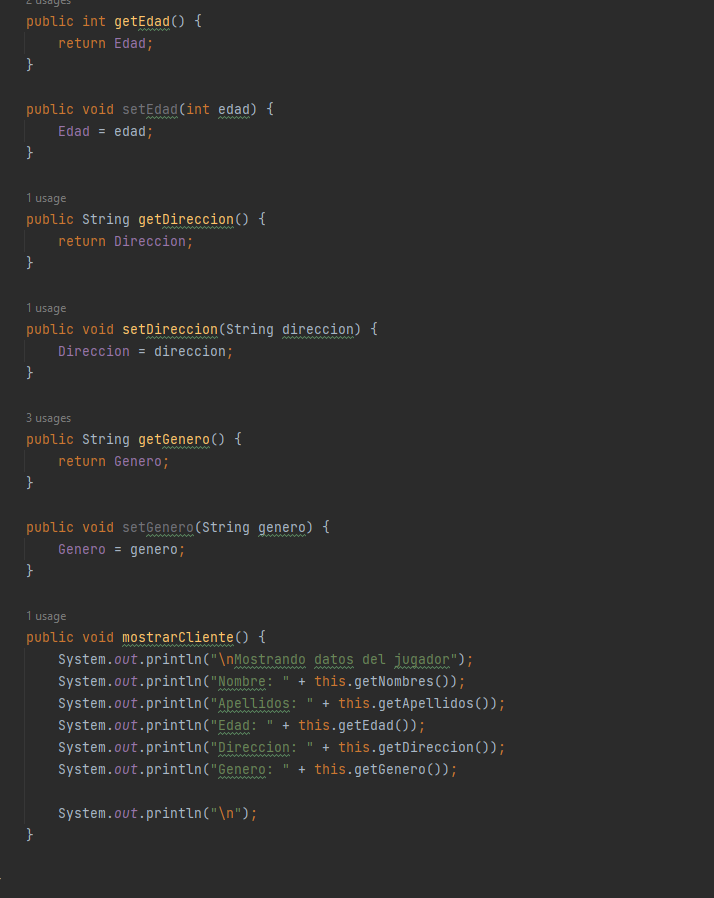 2 usages
public int getEdad() {
    return Edad;
}
public void setEdad(int edad) {
    Edad = edad;
}
1 usage
public String getDireccion() {
    return Direccion;
}
1 usage
public void setDireccion(String direccion) {
    Direccion = direccion;
}
3 usages
public String getGenero() {
    return Genero;
}
public void setGenero(String genero) {
    Genero = genero;
}
1 usage
public void mostrarCliente() {
    System.out.println("\nMostrando datos del jugador");
    System.out.println("Nombre: " + this.getNombres());
    System.out.println("Apellidos: " + this.getApellidos());
    System.out.println("Edad: " + this.getEdad());
    System.out.println("Direccion: " + this.getDireccion());
    System.out.println("Genero: " + this.getGenero());
    System.out.println("\n");
}